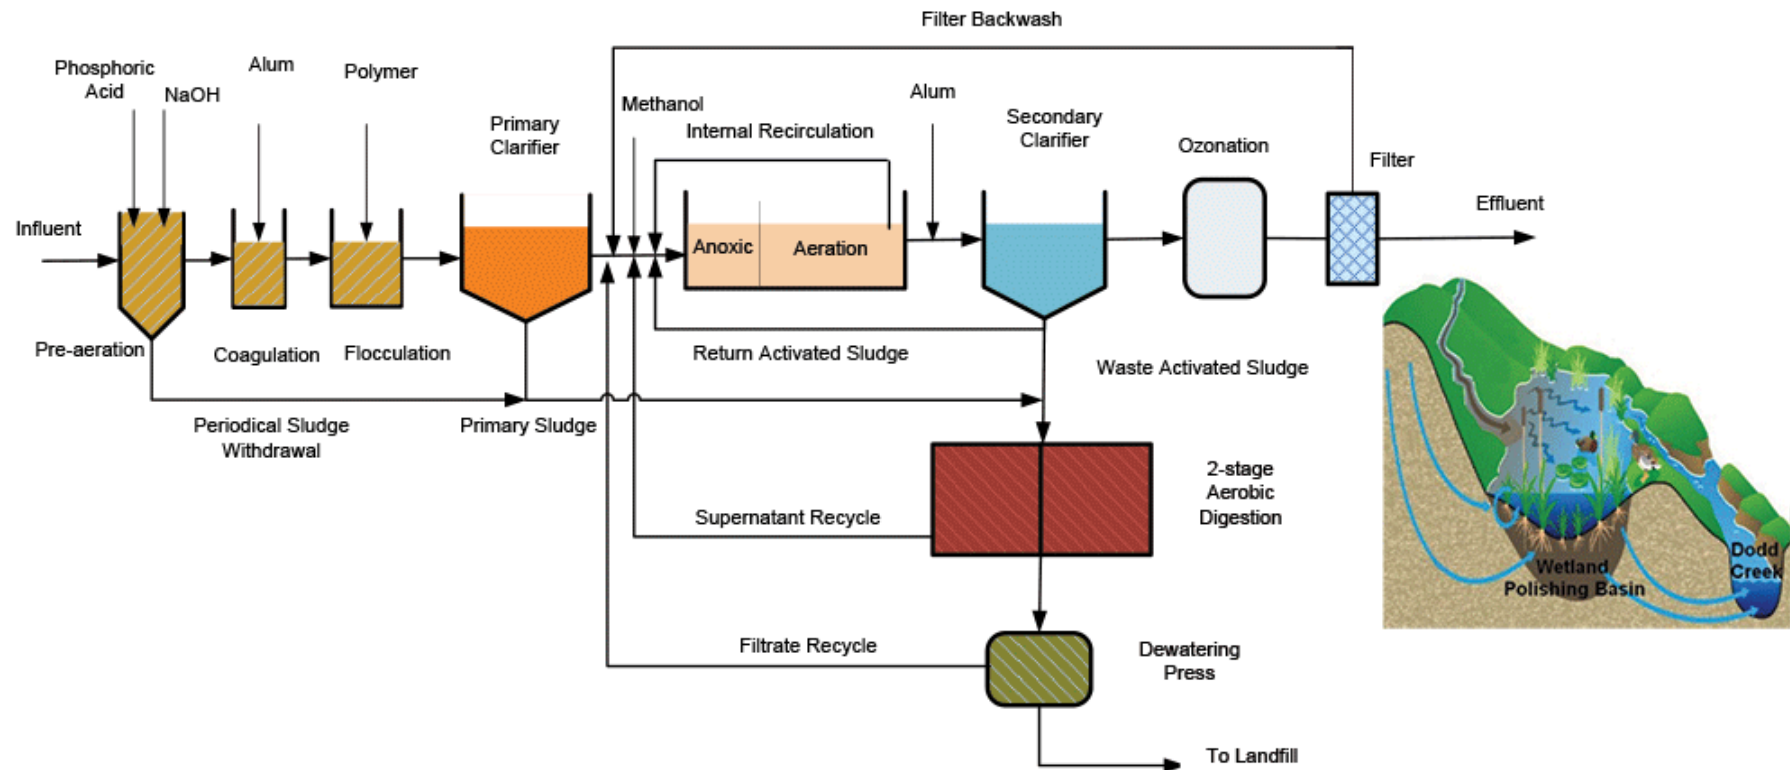 Filter Backwash
Phosphoric
Acid
NaOH
Alum
Polymer
Methanol
Internal Recirculation
Alum
Primary
Clarifier
Secondary
Clarifier
Ozonation
Filter
Influent
Effluent
Anoxic
Aeration
Pre-aeration
Coagulation
Flocculation
Return Activated Sludge
Waste Activated Sludge
Periodical Sludge
Withdrawal
Primary Sludge
2-stage
Aerobic
Digestion
Supernatant Recycle
Wetland
Polishing Basin
Dodd
Creek
Filtrate Recycle
Dewatering
Press
To Landfill